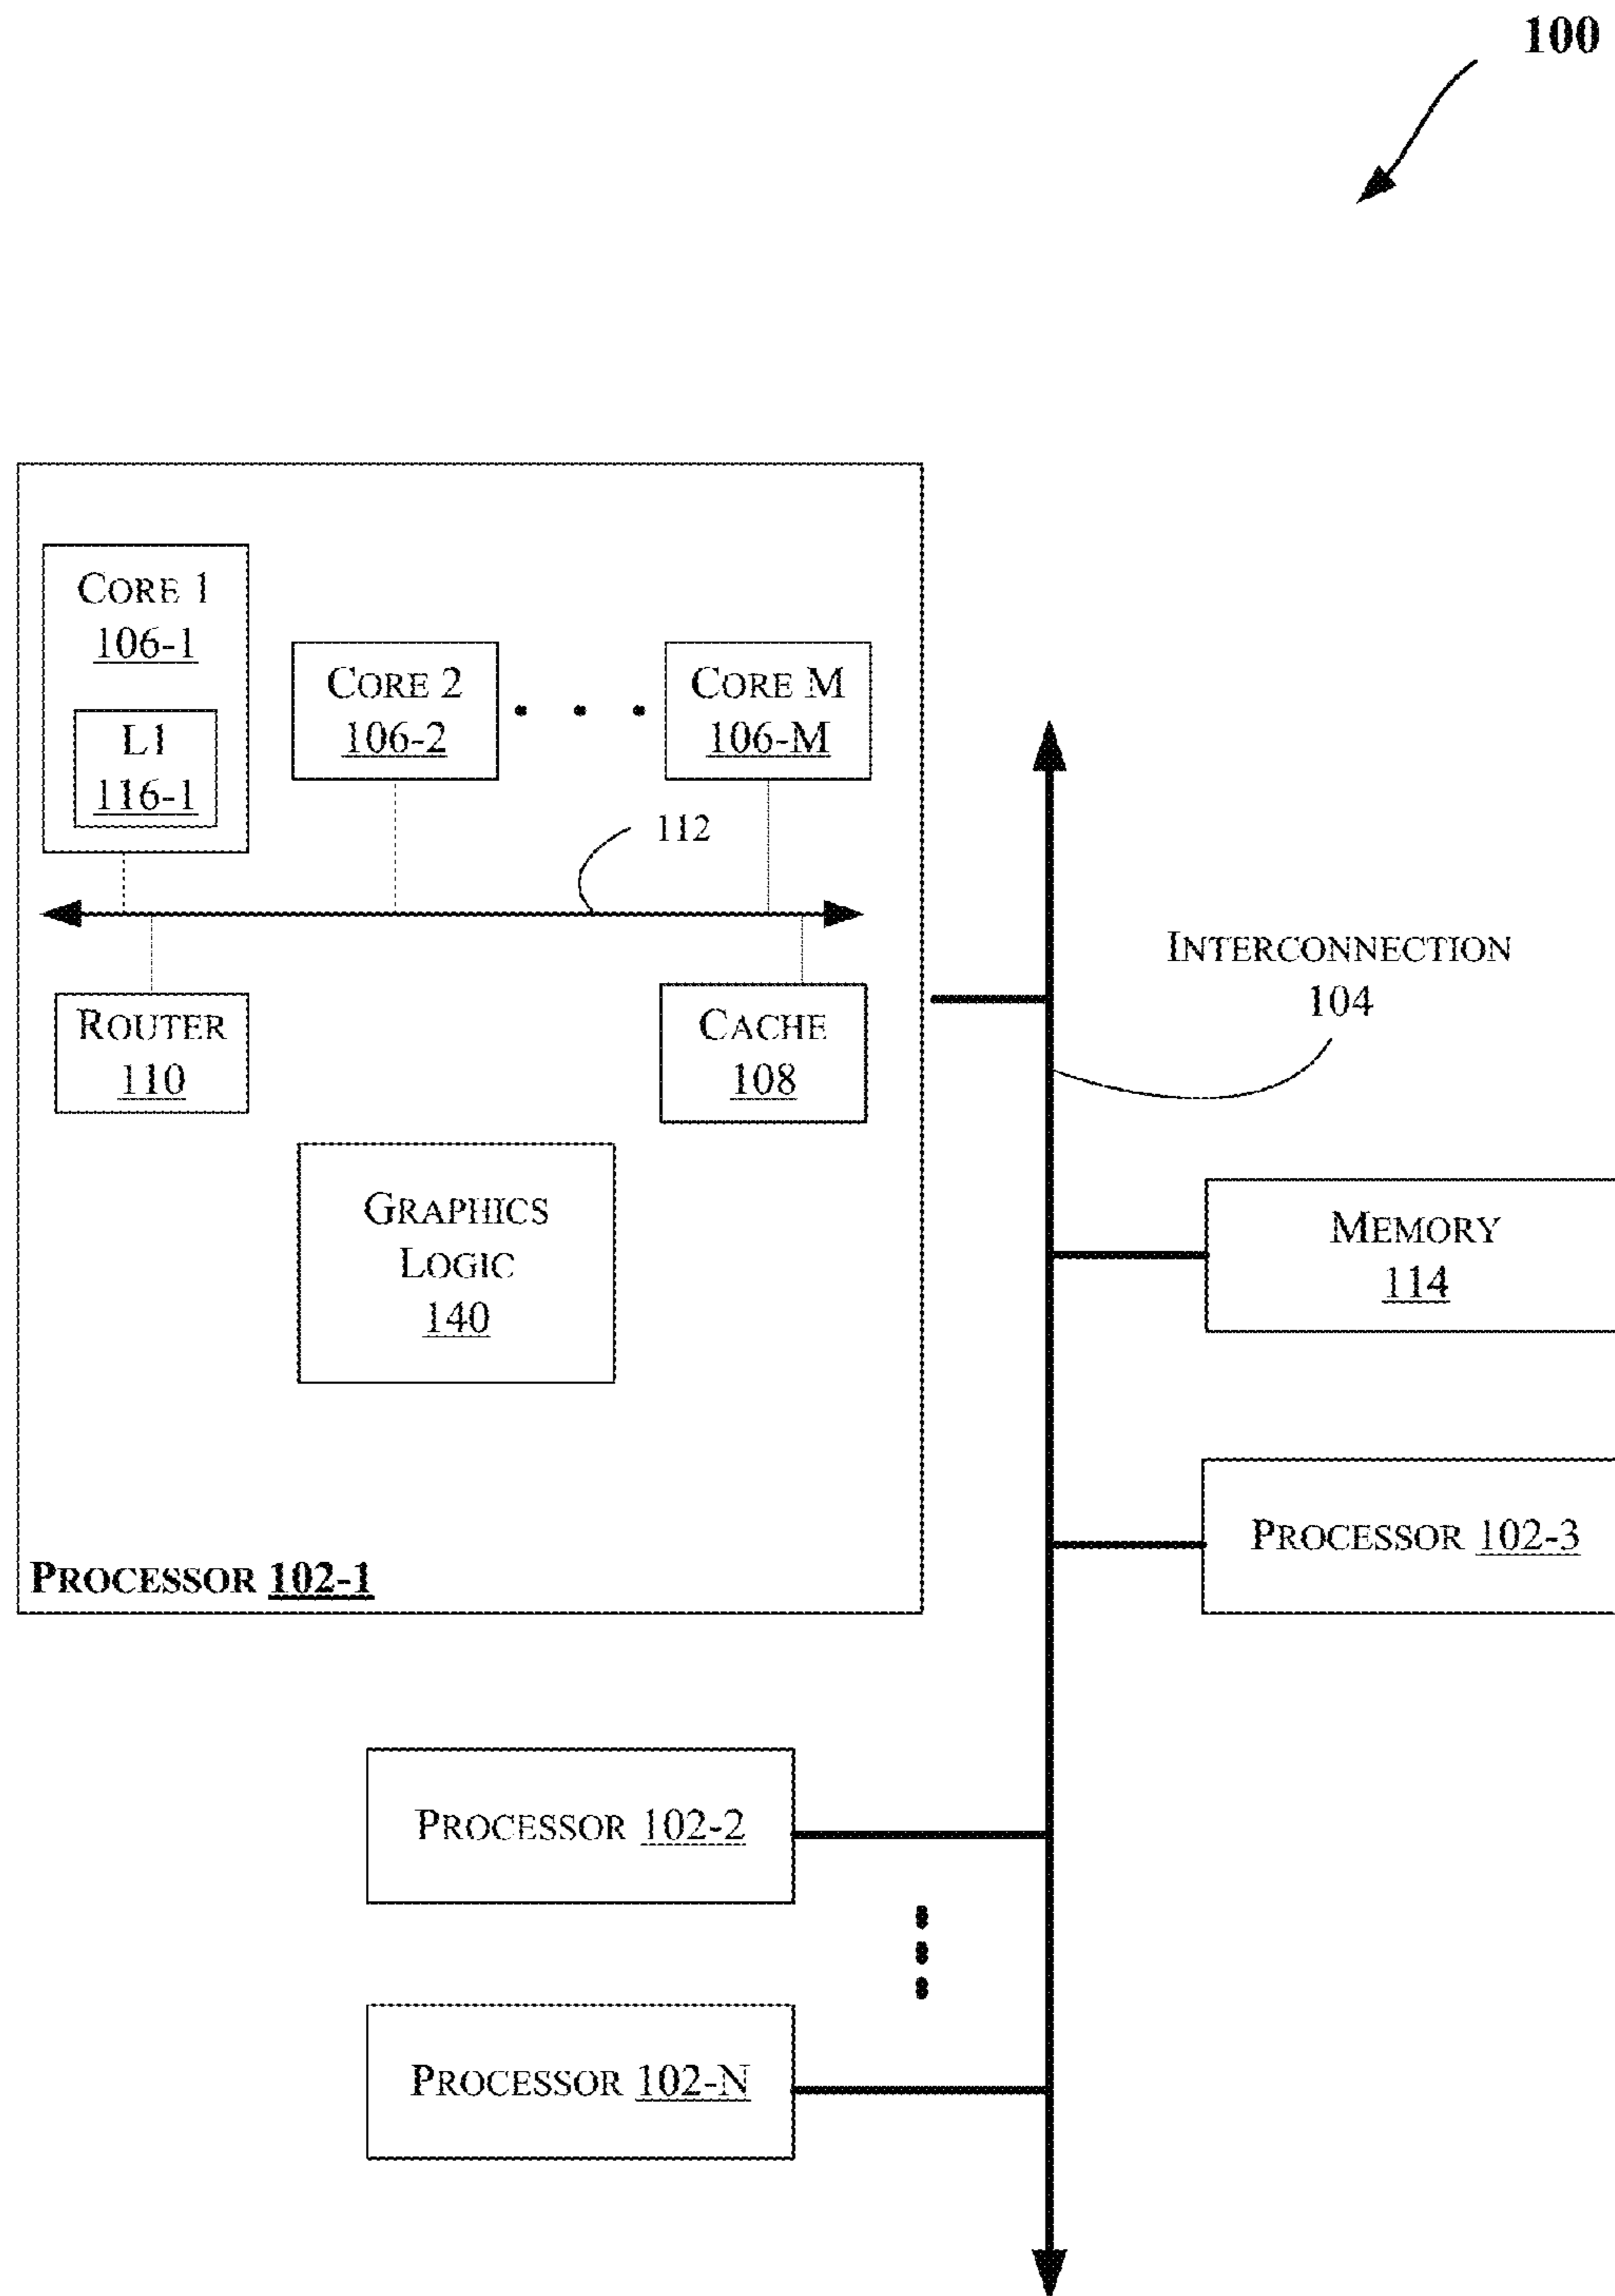 100
CORE 1
106-1
L1
116-1
CORE 2
106-2
CORE M
106-M
112
ROUTER
110
CACHE
108
GRAPHICS
LOGIC
140
PROCESSOR 102-1
INTERCONNECTION
104
MEMORY
114
PROCESSOR 102-3
PROCESSOR 102-2
PROCESSOR 102-N